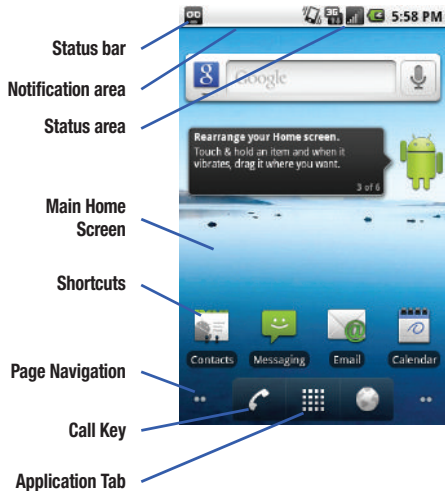 Status bar
Notification area
Status area
Main Home
Screen
Shortcuts
Page Navigation
Call Key
Application Tab
3G
5:58 PM
g
Google
Rearrange your Home screen.
Touch & hold an item and when it
vibrates, drag it where you want.
3 of 6
Contacts
Messaging
Email
Calendar